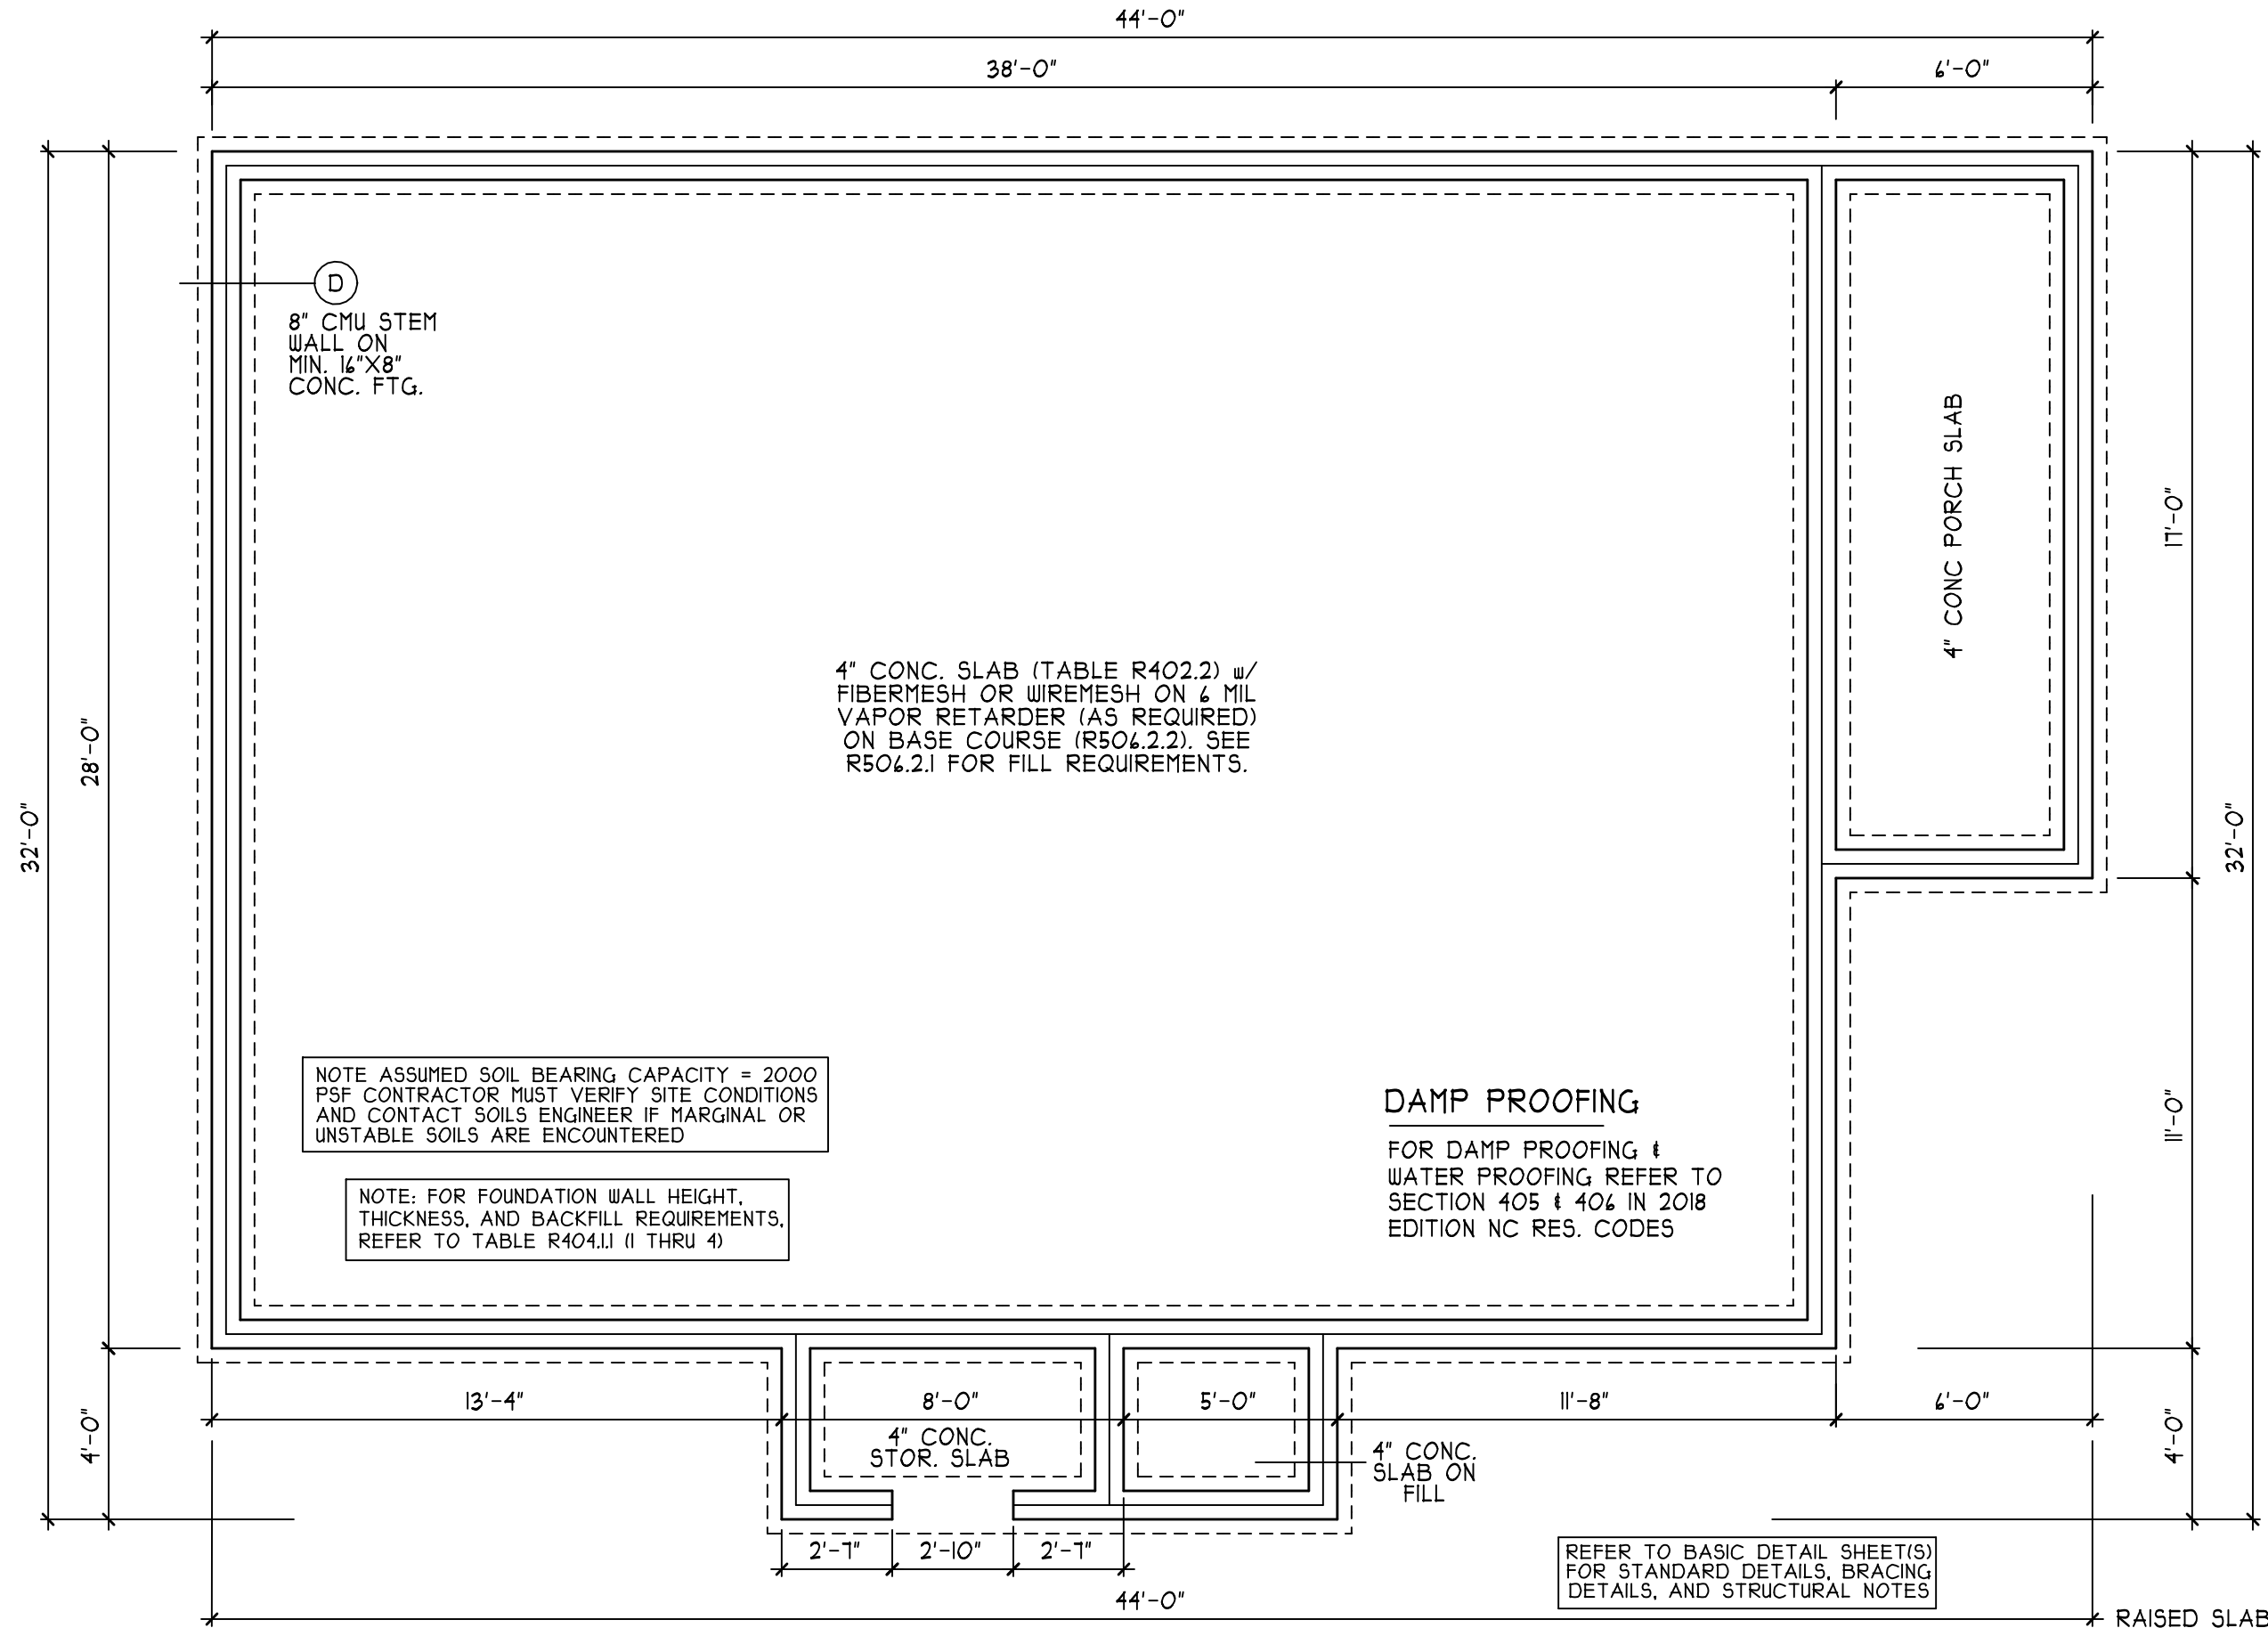 44'-0"
38'-0"
6'-0"
D
8" CMU STEM
WALL ON
MIN. 16"X8"
CONC. FTG.
4" CONC PORCH SLAB
17'-0"
28'-0"
32'-0"
32'-0"
4" CONC. SLAB (TABLE R402.2) w/
FIBERMESH OR WIREMESH ON 6 MIL
VAPOR RETARDER (AS REQUIRED)
ON BASE COURSE (R506.2.2). SEE
R506.2.1 FOR FILL REQUIREMENTS.
NOTE ASSUMED SOIL BEARING CAPACITY = 2000
PSF CONTRACTOR MUST VERIFY SITE CONDITIONS
AND CONTACT SOILS ENGINEER IF MARGINAL OR
UNSTABLE SOILS ARE ENCOUNTERED
NOTE: FOR FOUNDATION WALL HEIGHT,
THICKNESS, AND BACKFILL REQUIREMENTS,
REFER TO TABLE R404.1.1 (1 THRU 4)
DAMP PROOFING
FOR DAMP PROOFING &
WATER PROOFING REFER TO
SECTION 405 & 406 IN 2018
EDITION NC RES. CODES
11'-0"
4'-0"
13'-4"
8'-0"
5'-0"
11'-8"
6'-0"
4'-0"
4" CONC.
STOR. SLAB
4" CONC.
SLAB ON
FILL
2'-7"
2'-10"
2'-7"
44'-0"
REFER TO BASIC DETAIL SHEET(S)
FOR STANDARD DETAILS, BRACING
DETAILS, AND STRUCTURAL NOTES
RAISED SLAB